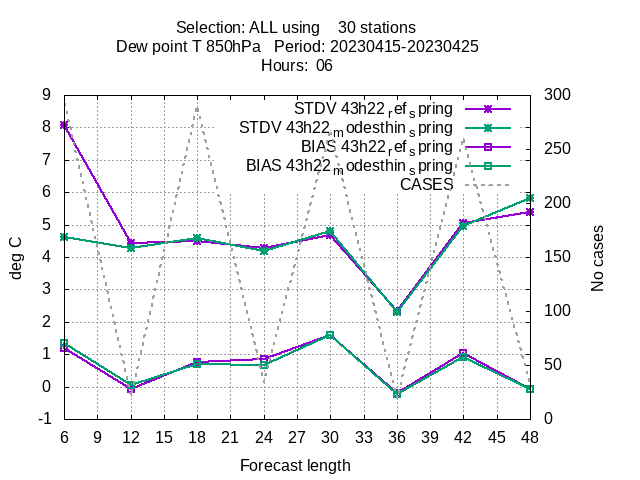 Selection: ALL using    30 stations
Dew point T 850hPa   Period: 20230415-20230425
Hours:  06
STDV 43h22_ref_spring
STDV 43h22_modesthin_spring
BIAS 43h22_ref_spring
BIAS 43h22_modesthin_spring
CASES
9
8
7
6
5
4
3
2
1
0
-1
deg C
300
250
200
150
100
50
0
No cases
6 9 12 15 18 21 24 27 30 33 36 39 42 45 48
Forecast length